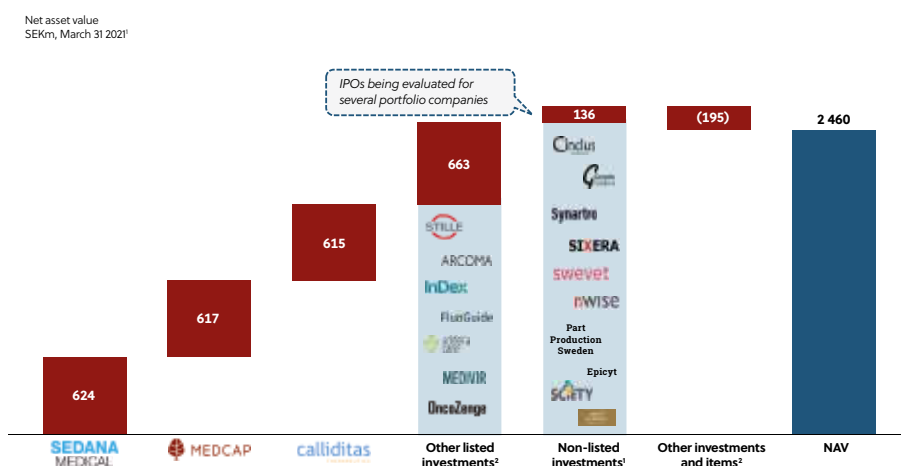 Net asset value
SEKm, March 31 2021¹
IPOs being evaluated for
several portfolio companies
136
(195)
2 460
663
615
617
624
STILLE
ARCOMA
InDex
FluoGuide
MEDIVIR
OncoZenge
Cindus
Synartro
SIXERA
swevet
nwise
Part
Production
Sweden
Epicyt
SCIETY
SEDANA
MEDICAL
MEDCAP
calliditas
Other listed
investments²
Non-listed
investments¹
Other investments
and items²
NAV